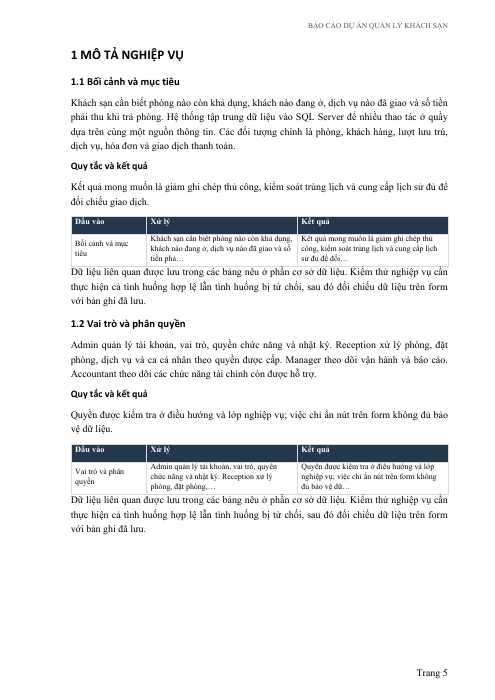 BÁO CÁO DỰ ÁN QUẢN LÝ KHÁCH SẠN
1 MÔ TẢ NGHIỆP VỤ
1.1 Bối cảnh và mục tiêu
Khách sạn cần biết phòng nào còn khả dụng, khách nào đang ở, dịch vụ nào đã giao và số tiền
phải thu khi trả phòng. Hệ thống tập trung dữ liệu vào SQL Server để nhiều thao tác ở quầy
dựa trên cùng một nguồn thông tin. Các đối tượng chính là phòng, khách hàng, lượt lưu trú,
dịch vụ, hóa đơn và giao dịch thanh toán.
Quy tắc và kết quả
Kết quả mong muốn là giảm ghi chép thủ công, kiểm soát trùng lịch và cung cấp lịch sử đủ để
đối chiếu giao dịch.
Đầu vào Xử lý Kết quả
Bối cảnh và mục
tiêu
Khách sạn cần biết phòng nào còn khả dụng,
khách nào đang ở, dịch vụ nào đã giao và số
tiền phả…
Kết quả mong muốn là giảm ghi chép thủ
công, kiểm soát trùng lịch và cung cấp lịch
sử đủ để đối…
Dữ liệu liên quan được lưu trong các bảng nêu ở phần cơ sở dữ liệu. Kiểm thử nghiệp vụ cần
thực hiện cả tình huống hợp lệ lẫn tình huống bị từ chối, sau đó đối chiếu dữ liệu trên form
với bản ghi đã lưu.
1.2 Vai trò và phân quyền
Admin quản lý tài khoản, vai trò, quyền chức năng và nhật ký. Reception xử lý phòng, đặt
phòng, dịch vụ và ca cá nhân theo quyền được cấp. Manager theo dõi vận hành và báo cáo.
Accountant theo dõi các chức năng tài chính còn được hỗ trợ.
Quy tắc và kết quả
Quyền được kiểm tra ở điều hướng và lớp nghiệp vụ; việc chỉ ẩn nút trên form không đủ bảo
vệ dữ liệu.
Đầu vào Xử lý Kết quả
Vai trò và phân
quyền
Admin quản lý tài khoản, vai trò, quyền
chức năng và nhật ký. Reception xử lý
phòng, đặt phòng,…
Quyền được kiểm tra ở điều hướng và lớp
nghiệp vụ; việc chỉ ẩn nút trên form không
đủ bảo vệ dữ…
Dữ liệu liên quan được lưu trong các bảng nêu ở phần cơ sở dữ liệu. Kiểm thử nghiệp vụ cần
thực hiện cả tình huống hợp lệ lẫn tình huống bị từ chối, sau đó đối chiếu dữ liệu trên form
với bản ghi đã lưu.
Trang 5